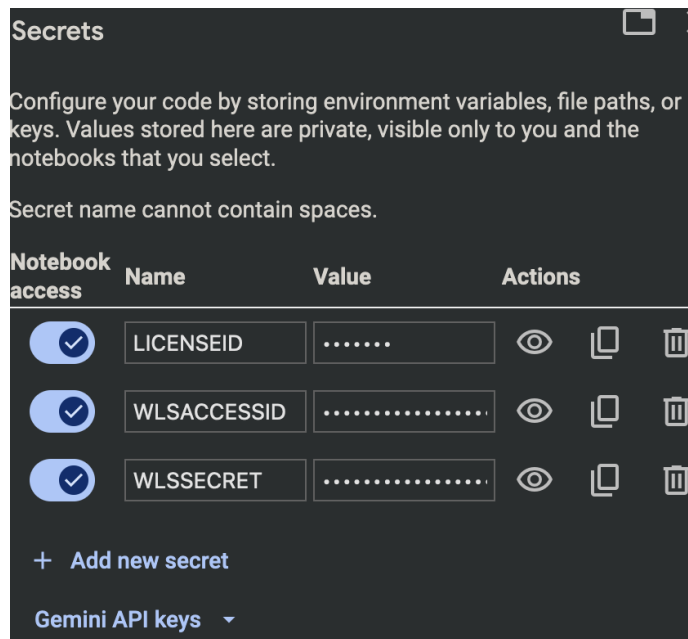 Secrets
Configure your code by storing environment variables, file paths, or
keys. Values stored here are private, visible only to you and the
notebooks that you select.
Secret name cannot contain spaces.
Notebook
access
Name
Value
Actions
LICENSEID •••••••
WLSACCESSID •••••••••••••••••
WLSSECRET •••••••••••••••••
+ Add new secret
Gemini API keys